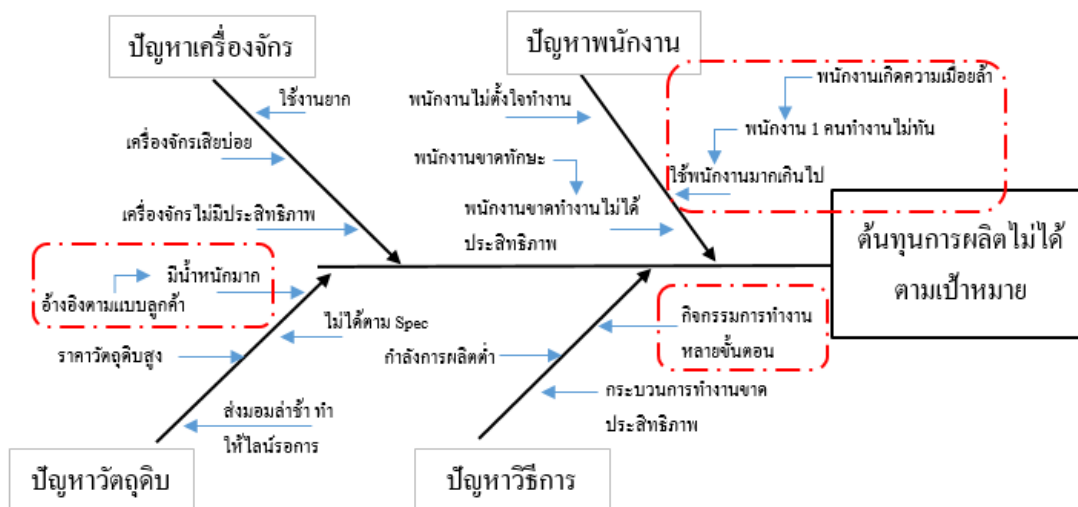 ปัญหาเครื่องจักร
ใช้งานยาก
เครื่องจักรเสียบ่อย
เครื่องจักรไม่มีประสิทธิภาพ
ปัญหาพนักงาน
พนักงานไม่ตั้งใจทำงาน
พนักงานขาดทักษะ
พนักงานขาดทำงานไม่ได้
ประสิทธิภาพ
พนักงานเกิดความเมื่อยล้า
พนักงาน 1 คนทำงานไม่ทัน
ใช้พนักงานมากเกินไป
ต้นทุนการผลิตไม่ได้
ตามเป้าหมาย
มีน้ำหนักมาก
อ้างอิงตามแบบลูกค้า
ไม่ได้ตาม Spec
ราคาวัตถุดิบสูง
ส่งมอบล่าช้า ทำ
ให้ไลน์รอการ
ปัญหาวัตถุดิบ
กิจกรรมการทำงาน
หลายขั้นตอน
กำลังการผลิตต่ำ
กระบวนการทำงานขาด
ประสิทธิภาพ
ปัญหาวิธีการ